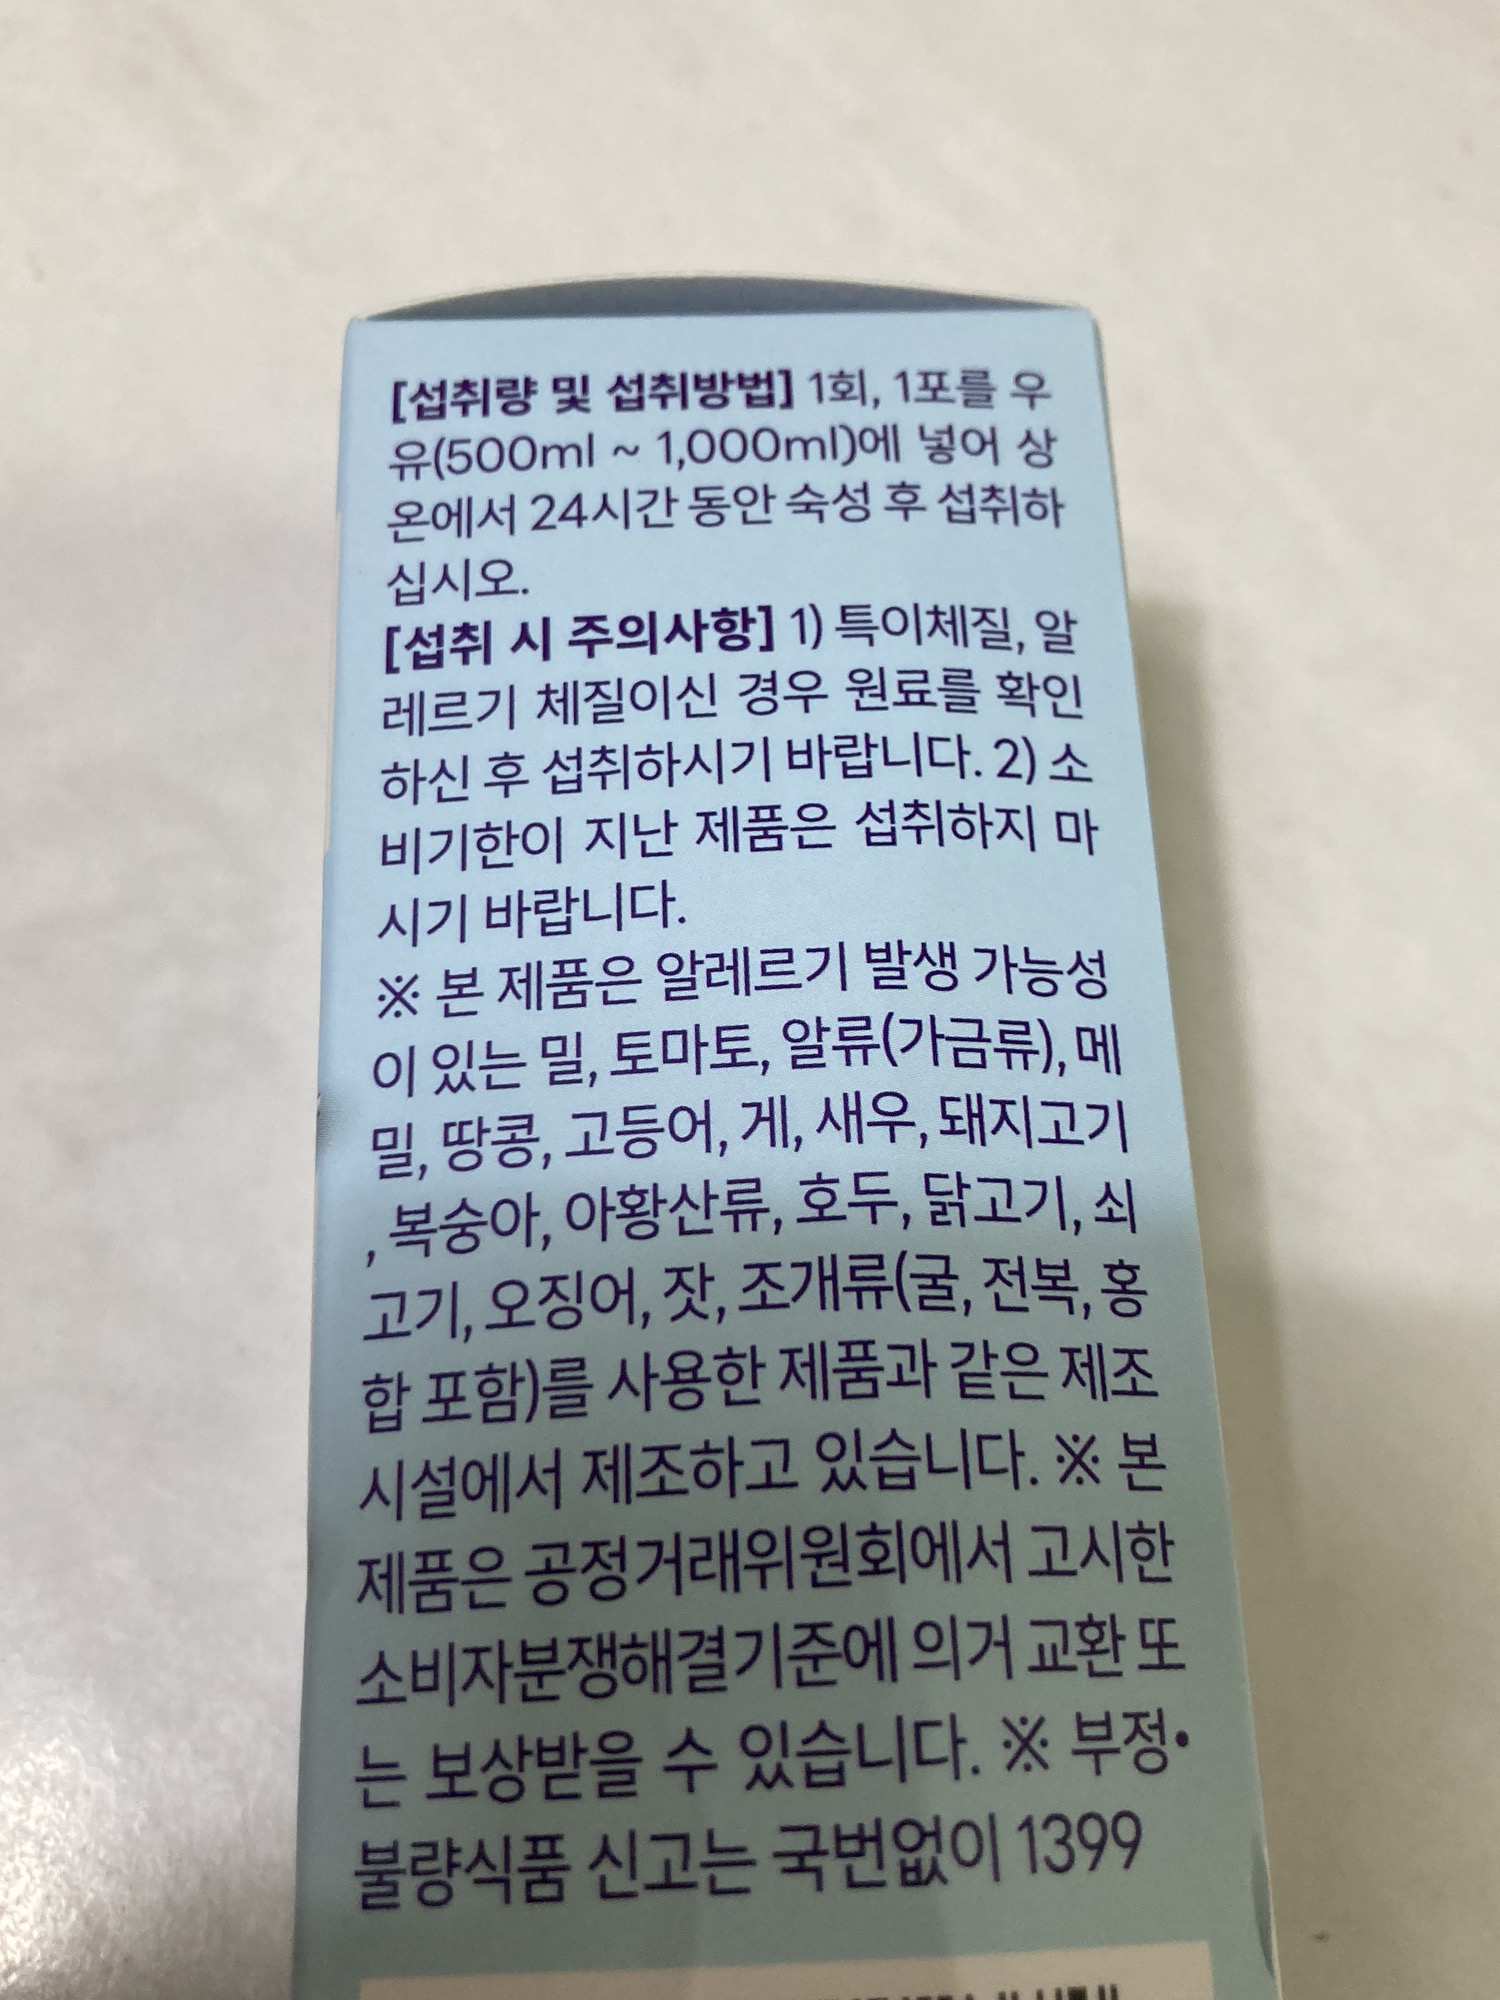 [섭취량 및 섭취방법] 1회, 1포를 우
유(500ml ~ 1,000ml)에 넣어 상
온에서 24시간 동안 숙성 후 섭취하
십시오.
[섭취 시 주의사항] 1) 특이체질, 알
레르기 체질이신 경우 원료를 확인
하신 후 섭취하시기 바랍니다. 2) 소
비기한이 지난 제품은 섭취하지 마
시기 바랍니다.
※ 본 제품은 알레르기 발생 가능성
이 있는 밀, 토마토, 알류(가금류), 메
밀, 땅콩, 고등어, 게, 새우, 돼지고기
, 복숭아, 아황산류, 호두, 닭고기, 쇠
고기, 오징어, 잣, 조개류(굴, 전복, 홍
합 포함)를 사용한 제품과 같은 제조
시설에서 제조하고 있습니다. ※ 본
제품은 공정거래위원회에서 고시한
소비자분쟁해결기준에 의거 교환 또
는 보상받을 수 있습니다. ※ 부정•
불량식품 신고는 국번없이 1399